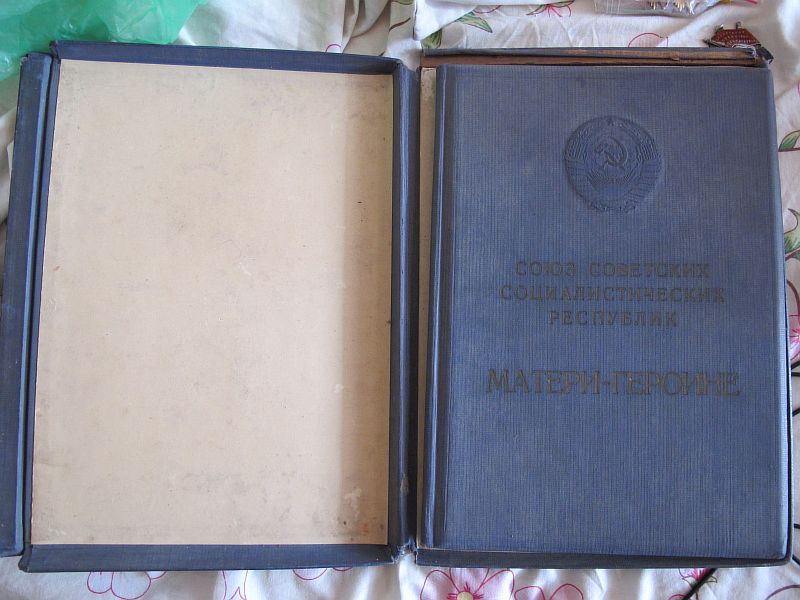 СОЮЗ СОВЕТСКИХ
СОЦИАЛИСТИЧЕСКИХ
РЕСПУБЛИК
МАТЕРИ-ГЕРОИНЕ